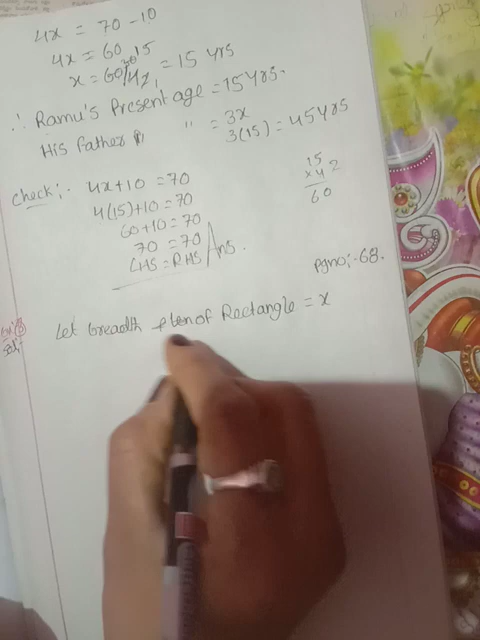 4x = 70 - 10
4x = 60
x = 60/4 = 15 yrs
∴ Ramu's Present age = 15 Yrs.
His father " = 3x
3(15) = 45 Yrs
Check:- 4x+10 = 70
4(15)+10 = 70
60+10 = 70
70 = 70
LHS = RHS Ans.
15
x 4 2
60
pg no:- 68.
Sol:-
Let breadth of Rectangle = x